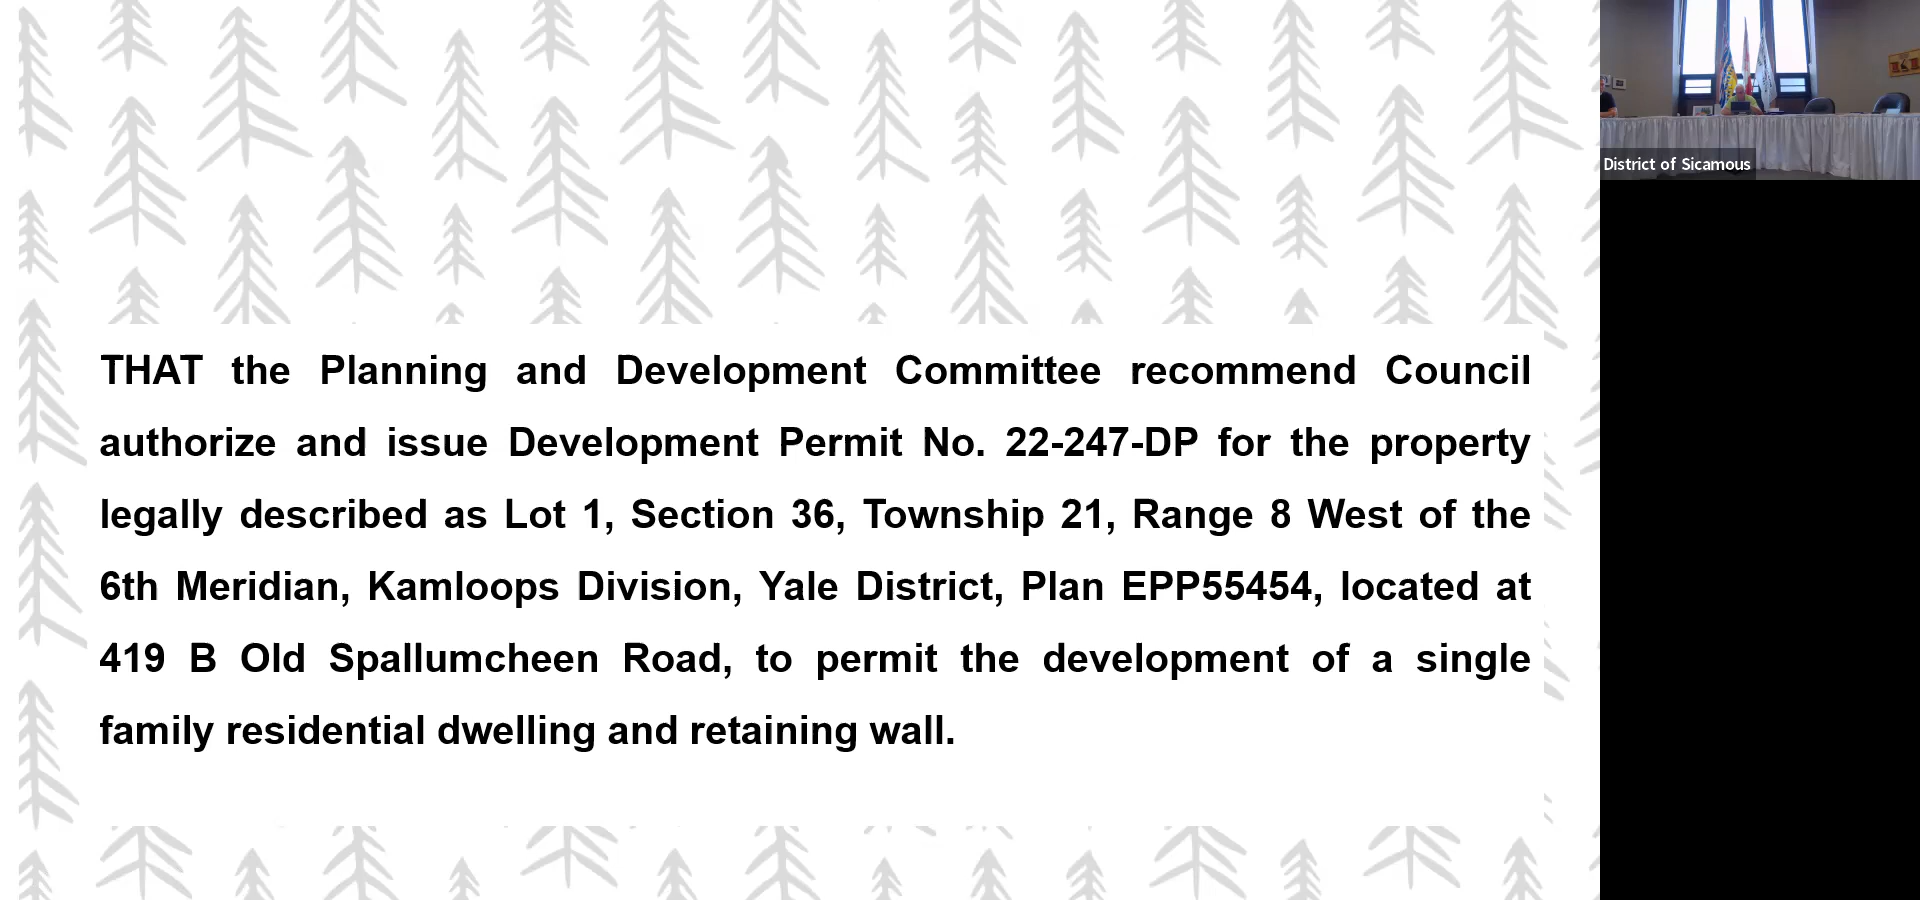 THAT the Planning and Development Committee recommend Council
authorize and issue Development Permit No. 22-247-DP for the property
legally described as Lot 1, Section 36, Township 21, Range 8 West of the
6th Meridian, Kamloops Division, Yale District, Plan EPP55454, located at
419 B Old Spallumcheen Road, to permit the development of a single
family residential dwelling and retaining wall.
District of Sicamous